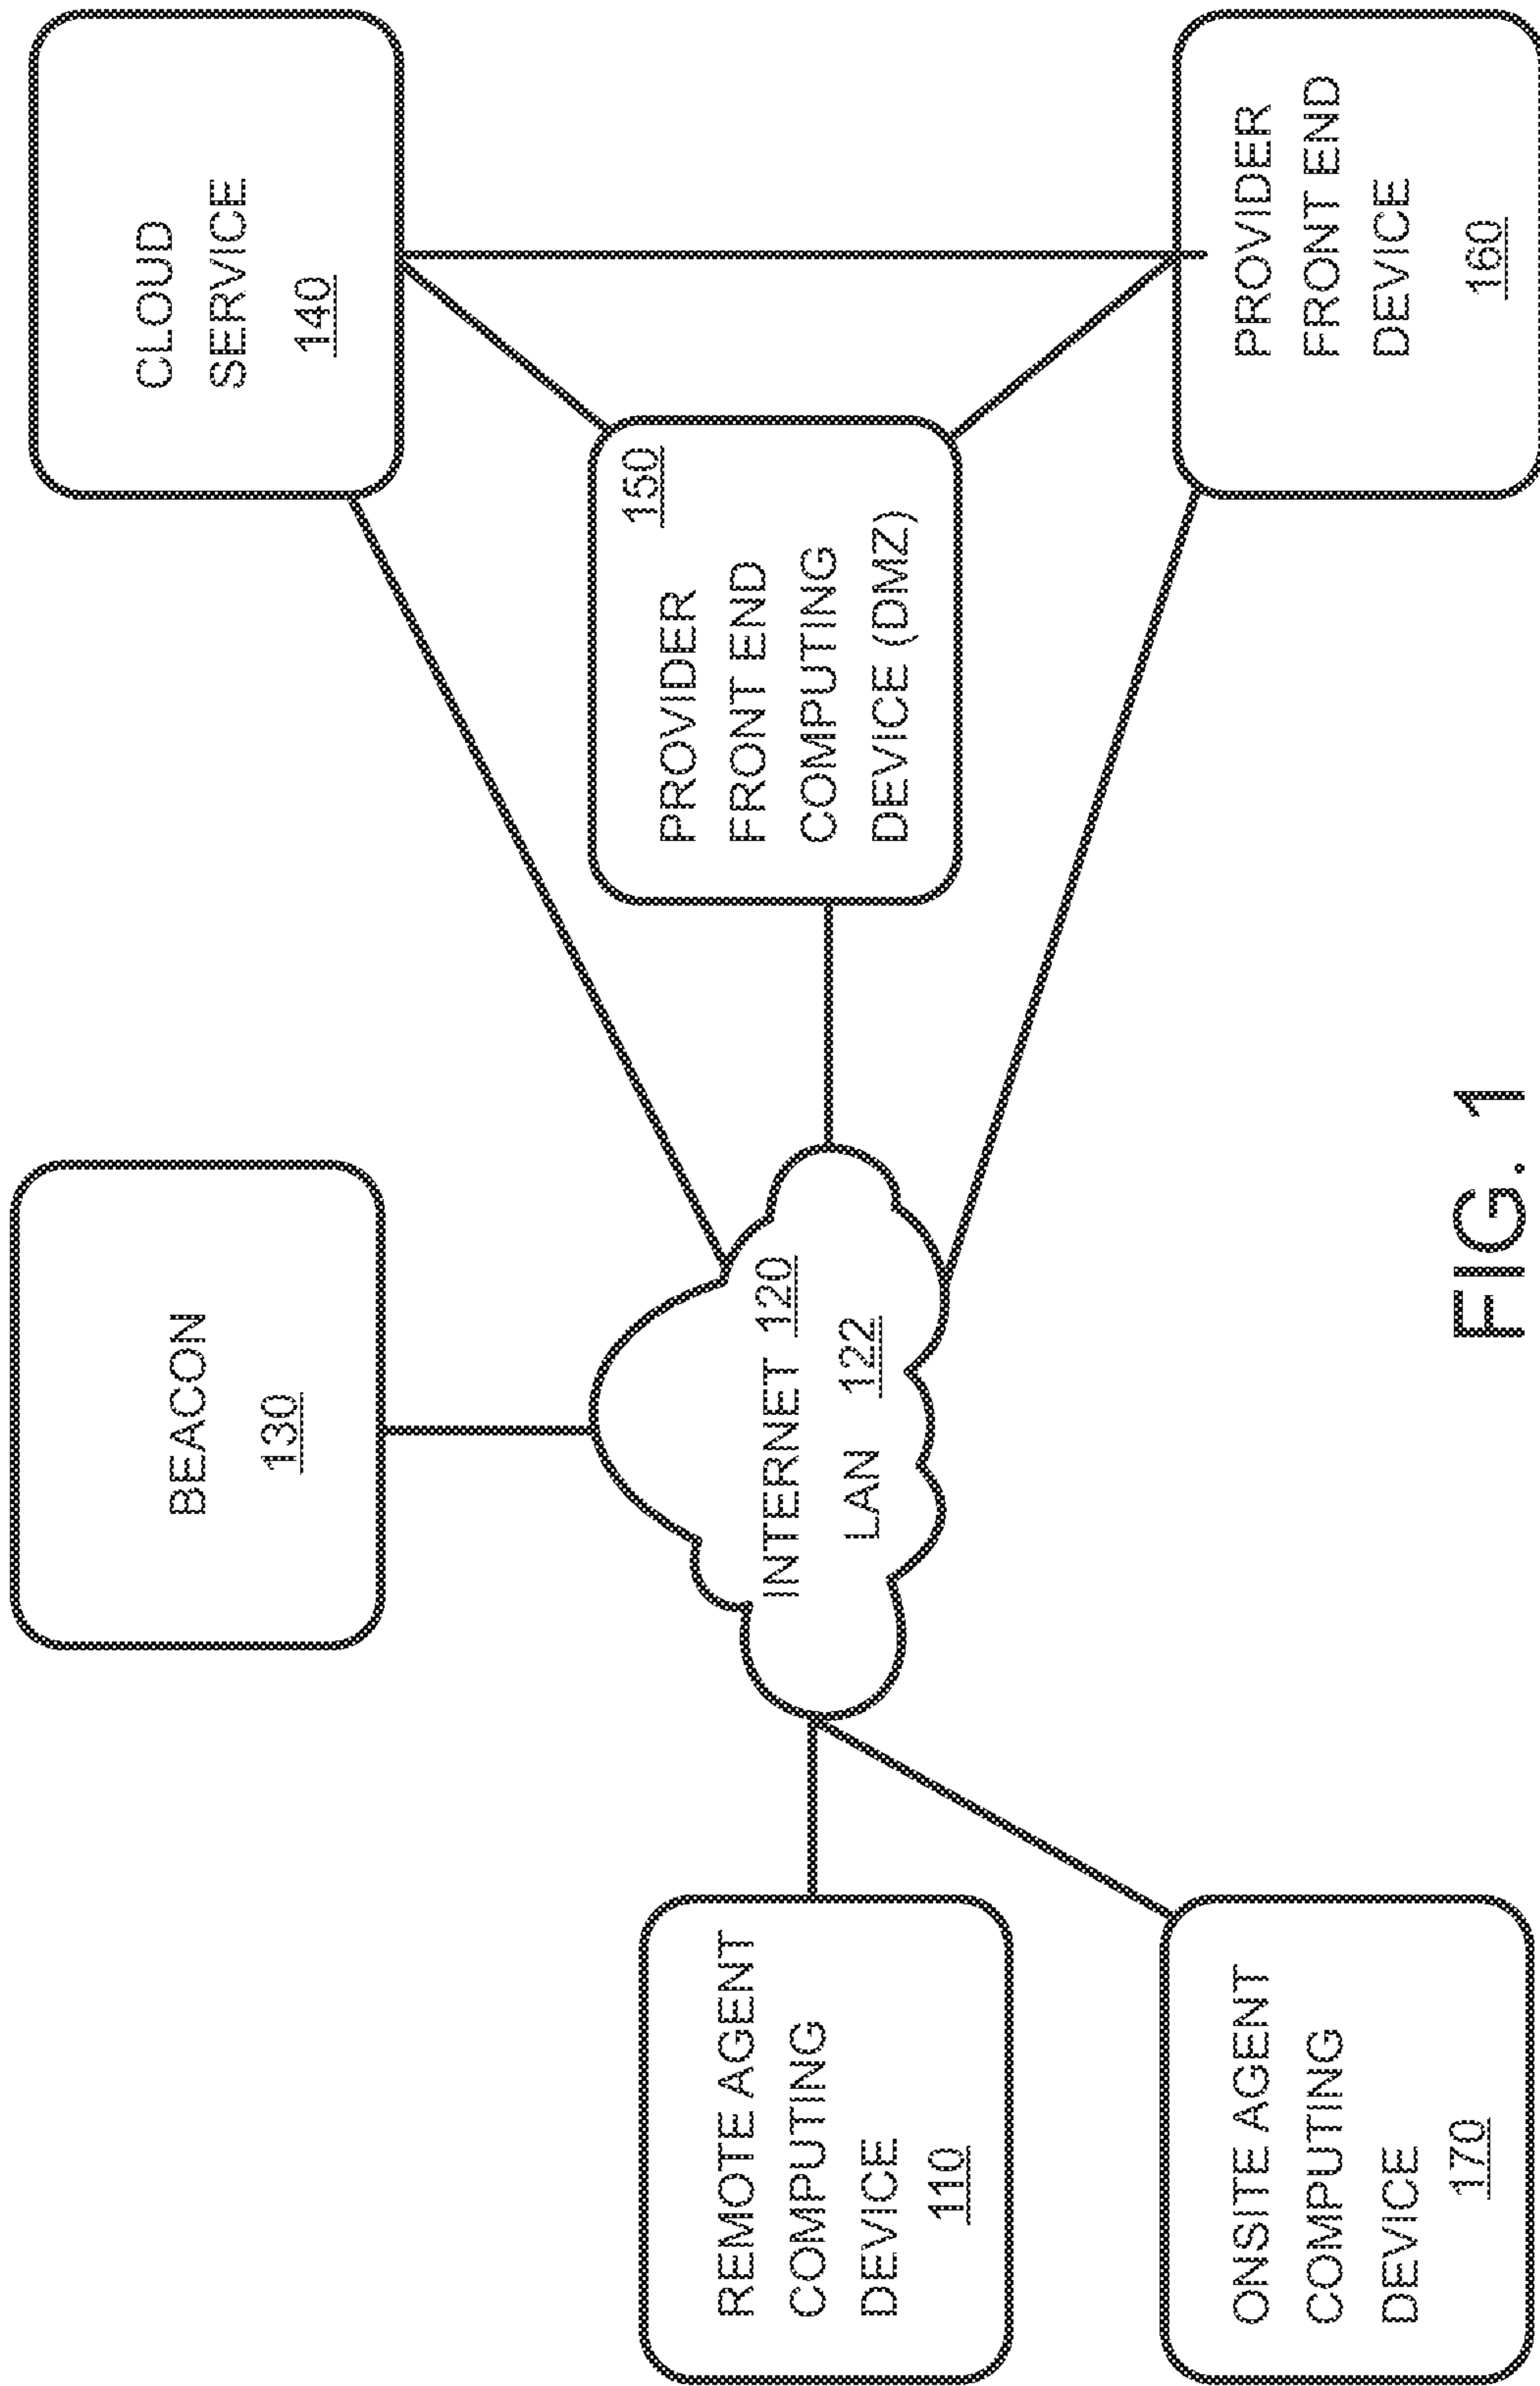 BEACON
130
CLOUD
SERVICE
140
REMOTE AGENT
COMPUTING
DEVICE
110
INTERNET 120
LAN 122
150
PROVIDER
FRONT END
COMPUTING
DEVICE (DMZ)
ONSITE AGENT
COMPUTING
DEVICE
170
PROVIDER
FRONT END
DEVICE
160
FIG. 1